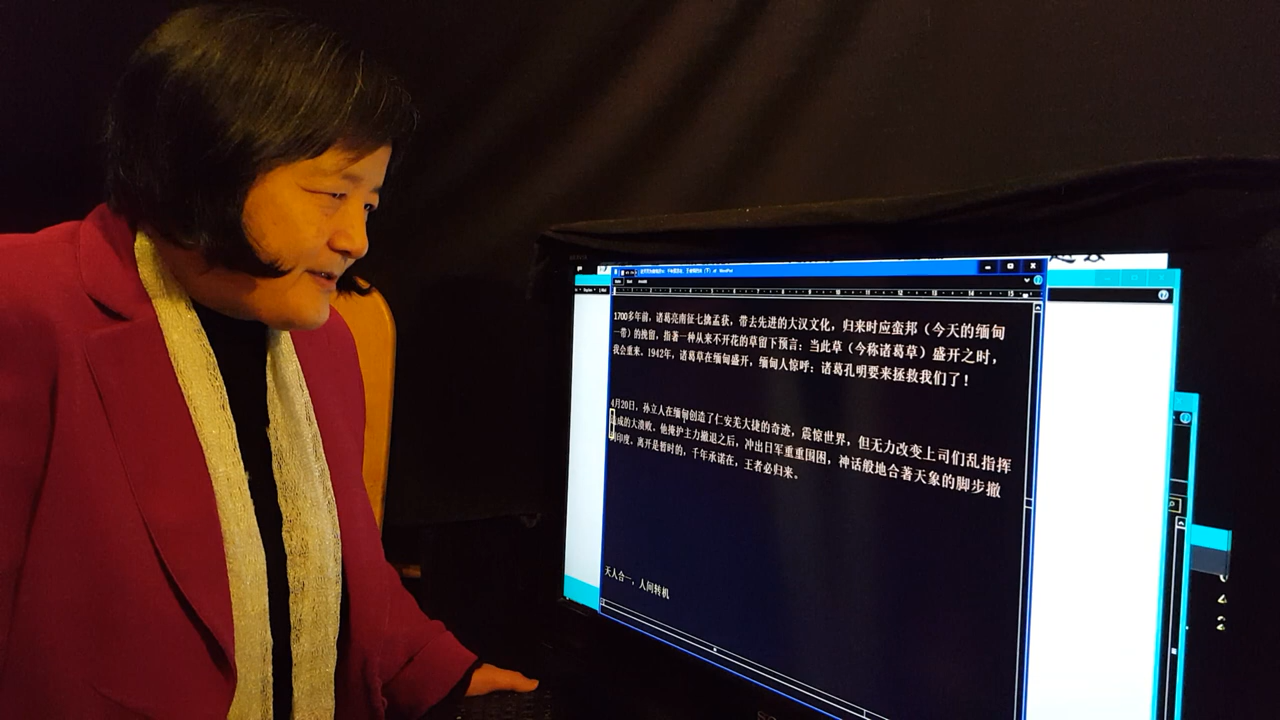 1700多年前，诸葛亮南征七擒孟获，带去先进的大汉文化，归来时应蛮邦（今天的缅甸
一带）的挽留，指著一种从来不开花的草留下预言：当此草（今称诸葛草）盛开之时，
我会重来。1942年，诸葛草在缅甸盛开，缅甸人惊呼：诸葛孔明要来拯救我们了！
4月20日，孙立人在缅甸创造了仁安羌大捷的奇迹，震惊世界，但无力改变上司们乱指挥
成的大溃败。他掩护主力撤退之后，冲出日军重重围困，神话般地合著天象的脚步撤
印度。离开是暂时的，千年承诺在，王者必归来。
天人合一，人间转机